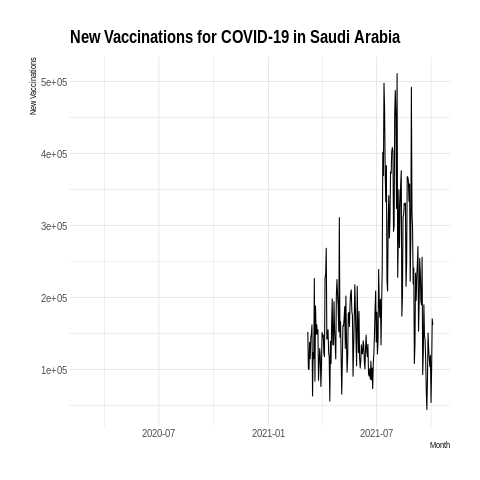 New Vaccinations for COVID-19 in Saudi Arabia
New Vaccinations
5e+05
4e+05
3e+05
2e+05
1e+05
2020-07
2021-01
2021-07
Month